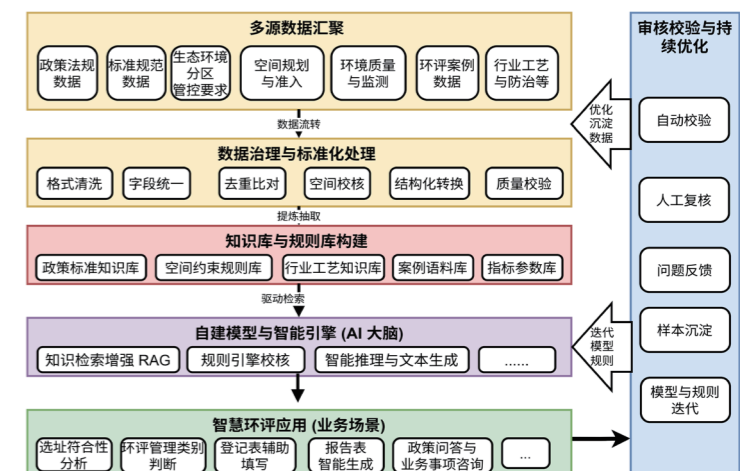 多源数据汇聚
政策法规
数据
标准规范
数据
生态环境
分区
管控要求
空间规划
与准入
环境质量
与监测
环评案例
数据
行业工艺
与防治等
数据流转
数据治理与标准化处理
格式清洗
字段统一
去重比对
空间校核
结构化转换
质量校验
提炼抽取
知识库与规则库构建
政策标准知识库
空间约束规则库
行业工艺知识库
案例语料库
指标参数库
驱动检索
自建模型与智能引擎 (AI 大脑)
知识检索增强 RAG
规则引擎校核
智能推理与文本生成
......
智慧环评应用 (业务场景)
选址符合性
分析
环评管理类别
判断
登记表辅助
填写
报告表
智能生成
政策问答与
业务事项咨询
...
优化
沉淀
数据
迭代
模型
规则
审核校验与持
续优化
自动校验
人工复核
问题反馈
样本沉淀
模型与规则
迭代